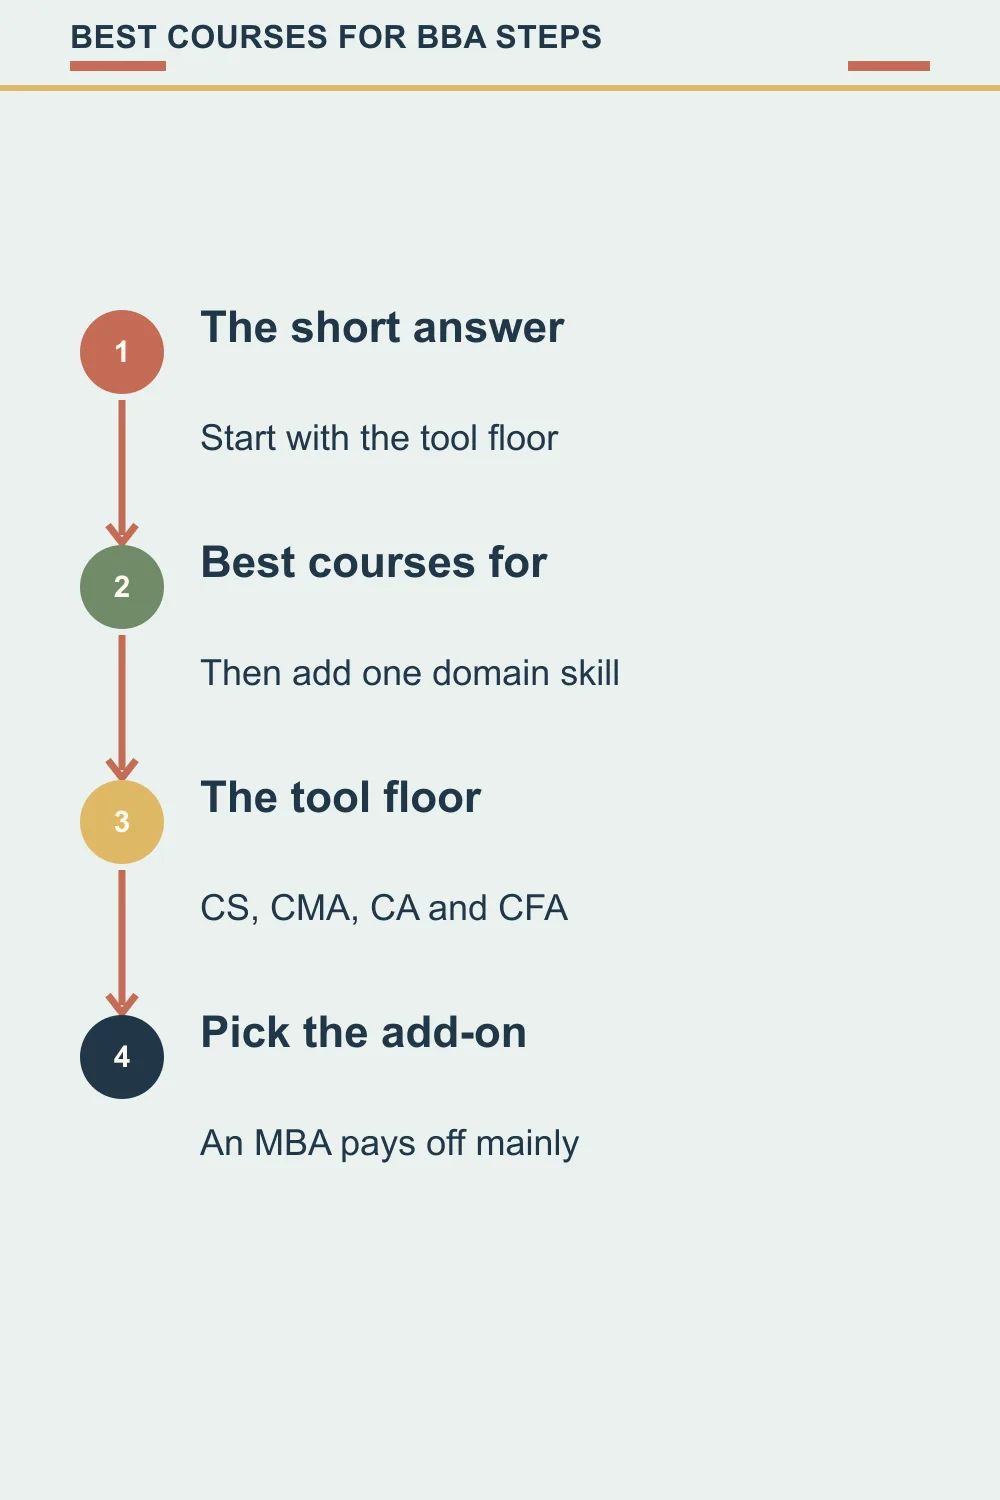 BEST COURSES FOR BBA STEPS
1
The short answer
Start with the tool floor
2
Best courses for
Then add one domain skill
3
The tool floor
CS, CMA, CA and CFA
4
Pick the add-on
An MBA pays off mainly